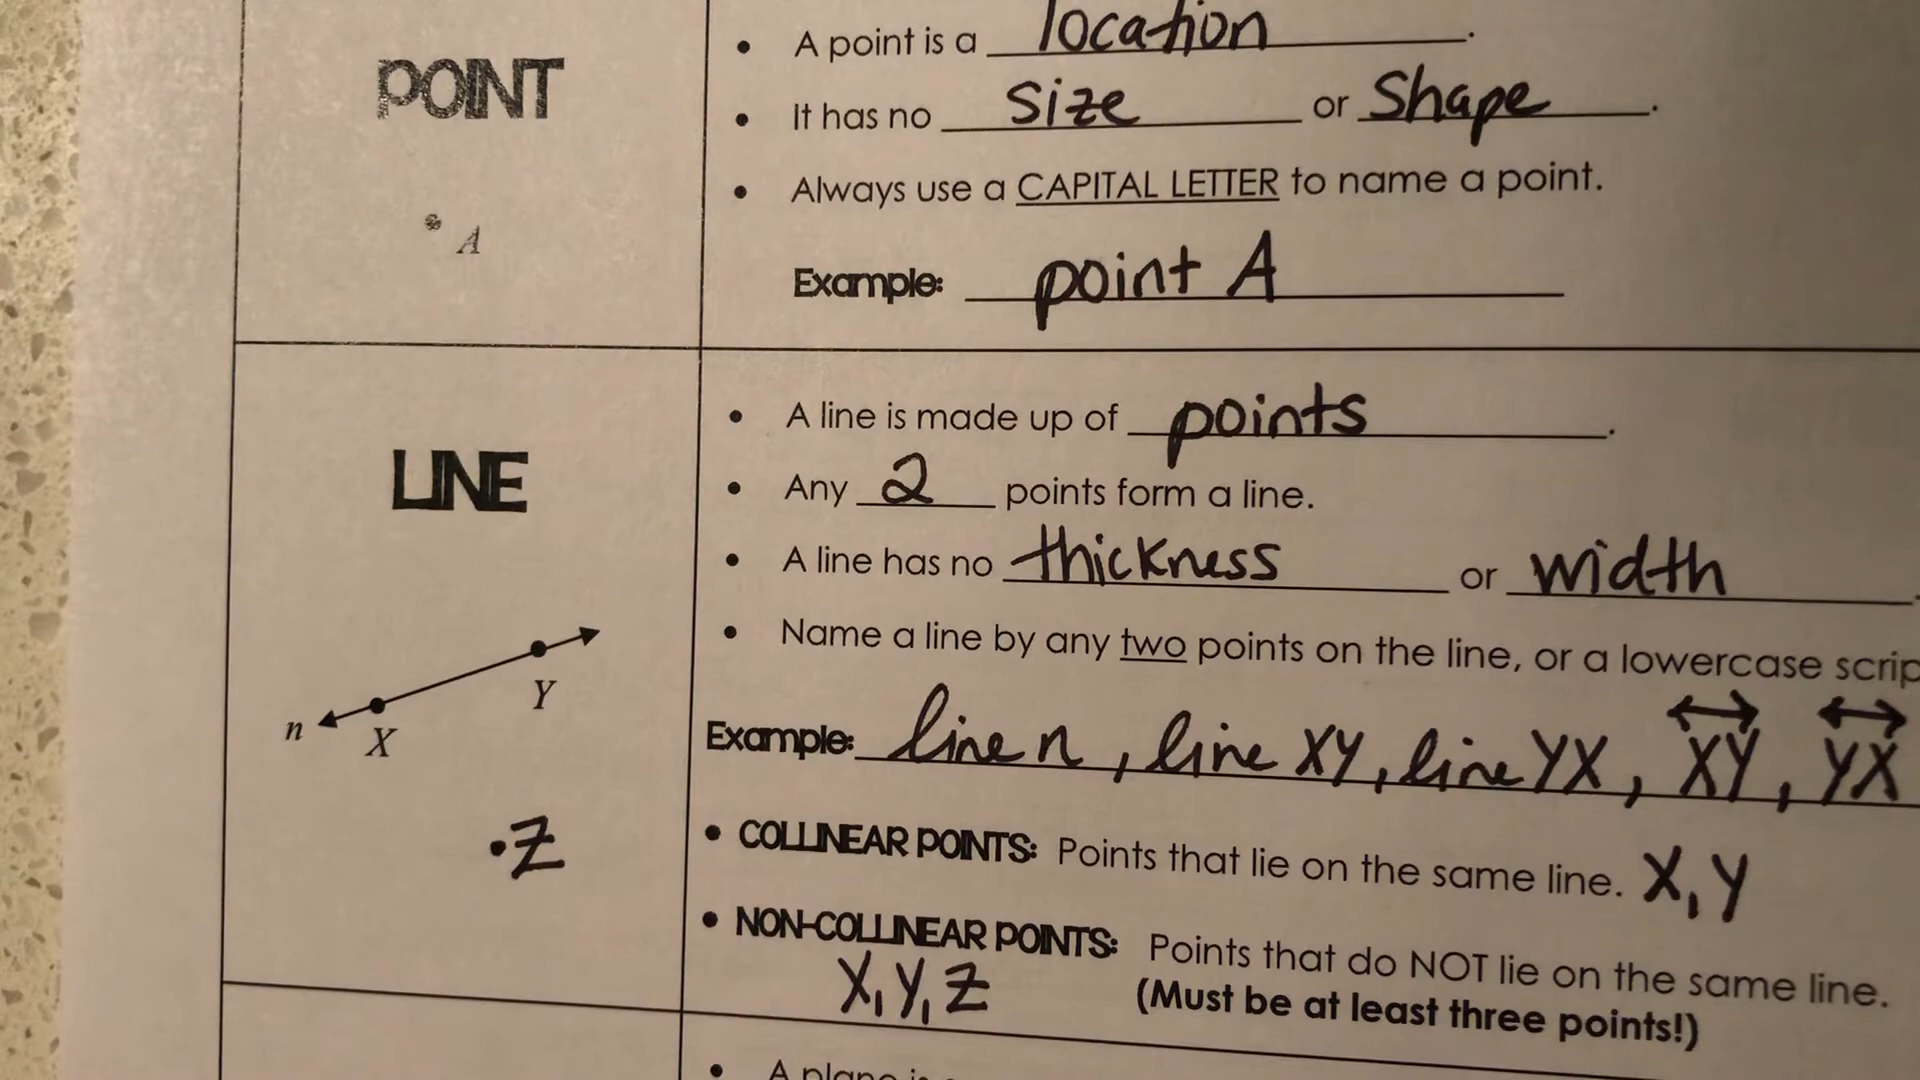 POINT
A
• A point is a location.
• It has no size or shape.
• Always use a CAPITAL LETTER to name a point.
Example: point A
LINE
n X Y
•Z
• A line is made up of points.
• Any 2 points form a line.
• A line has no thickness or width.
• Name a line by any two points on the line, or a lowercase scrip
Example: line n, line XY, line YX, XY, YX
• COLLINEAR POINTS: Points that lie on the same line. X, Y
• NON-COLLINEAR POINTS: Points that do NOT lie on the same line.
X, Y, Z (Must be at least three points!)
• A plane is